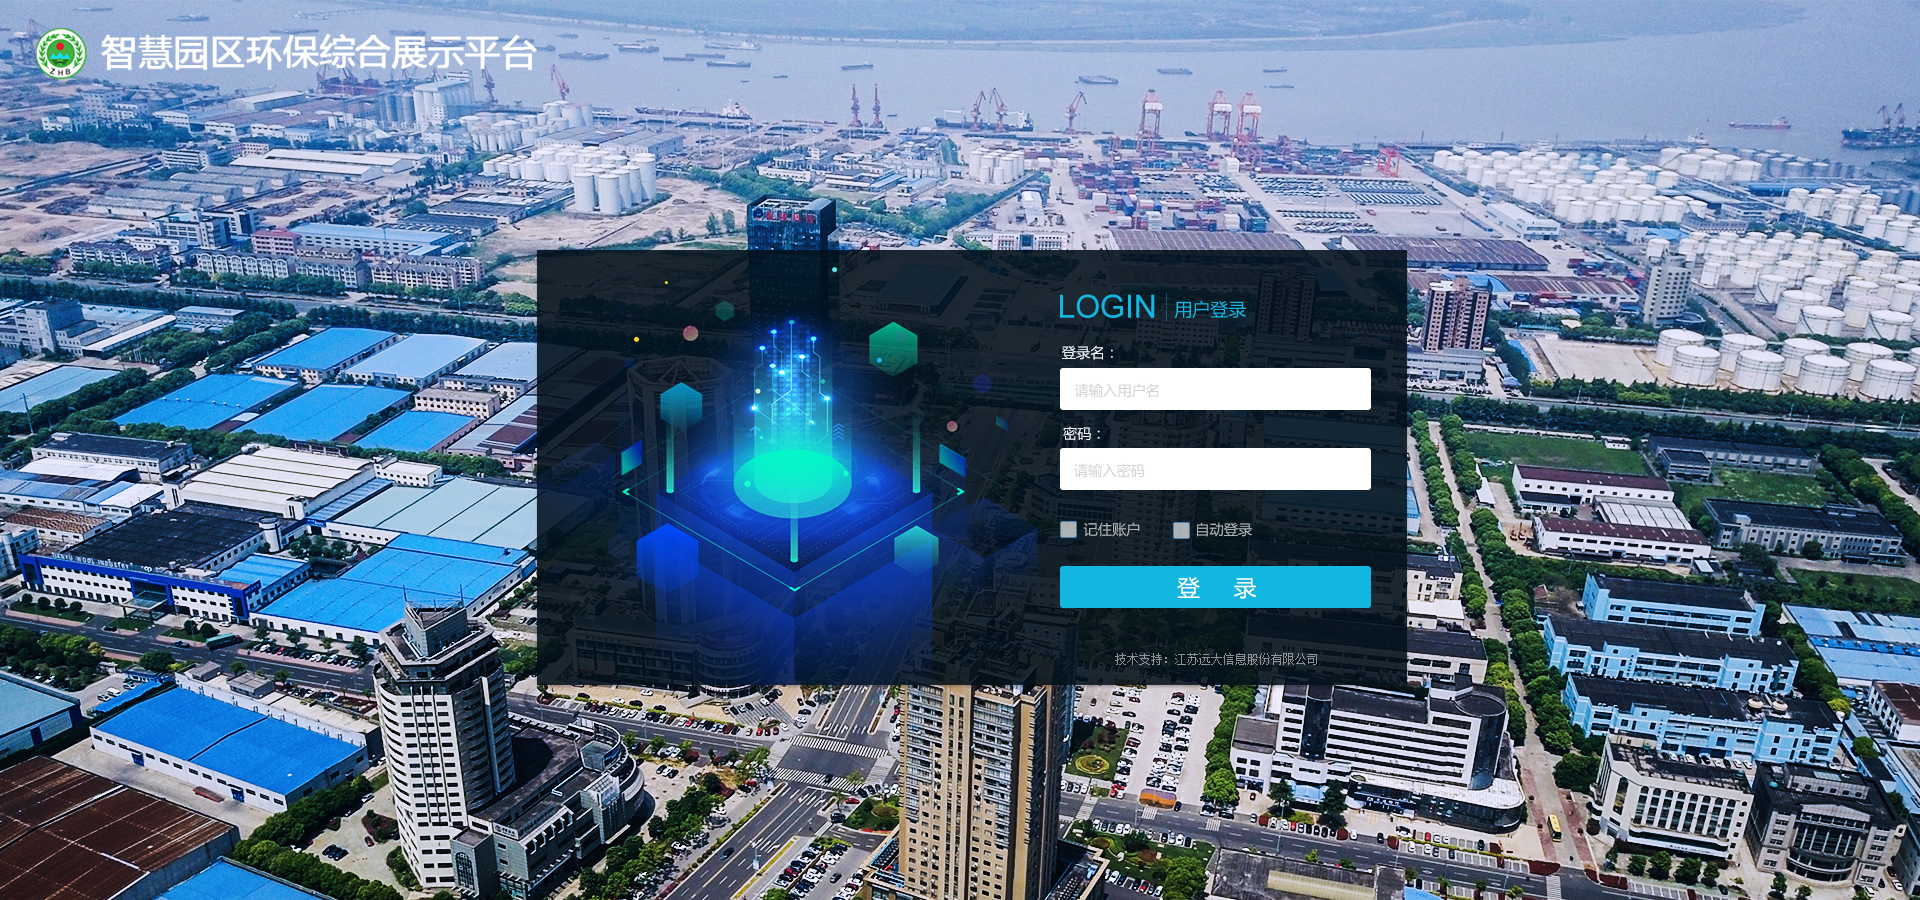 ZHB
智慧园区环保综合展示平台
LOGIN 用户登录
登录名：
请输入用户名
密码：
请输入密码
记住账户 自动登录
登 录
技术支持：江苏远大信息股份有限公司